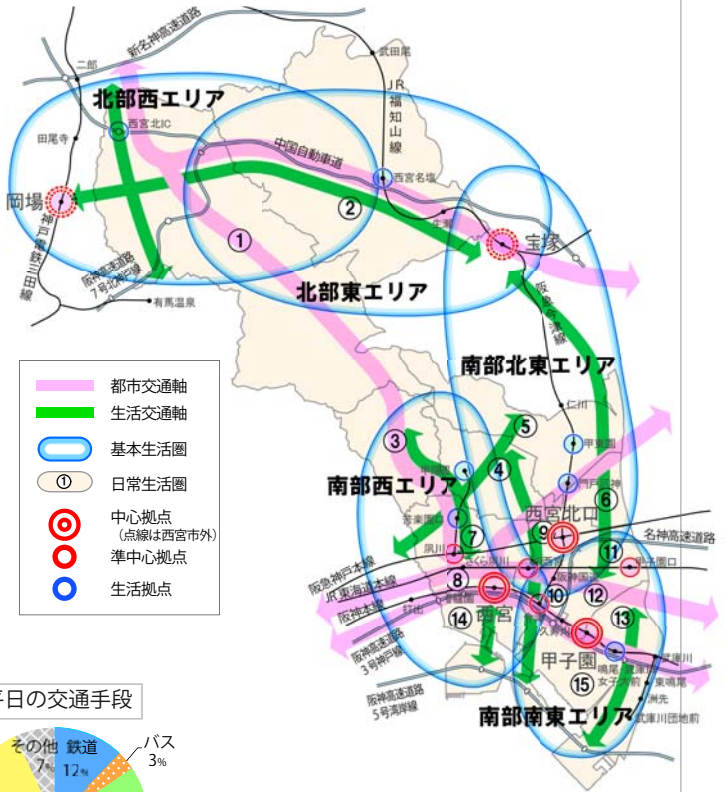 新名神高速道路
武田尾
二郎
JR福知山線
北部西エリア
西宮北IC
田尾寺
中国自動車道
西宮名塩
岡場
②
生瀬
宝塚
①
神戸電鉄三田線
阪神高速道路
7号北神戸線
北部東エリア
有馬温泉
阪急今津線
南部北東エリア
都市交通軸
生活交通軸
基本生活圏
① 日常生活圏
中心拠点
(点線は西宮市外)
準中心拠点
生活拠点
仁川
⑤
③
甲東園
④
南部西エリア
門戸厄神
⑥
苦楽園口
西宮北口
⑦
⑨
名神高速道路
夙川
さくら夙川
⑪
甲子園口
阪急神戸本線
JR東海道本線
阪神本線
⑧
阪神国道
⑩
⑫
打出
香櫨園
⑭
西宮
久寿川
⑬
阪神高速道路
3号神戸線
甲子園
武庫川
鳴尾・武庫川
女子大前
東鳴尾
⑮
洲先
阪神高速道路
5号湾岸線
南部南東エリア
武庫川団地前
平日の交通手段
その他
7%
鉄道
12%
バス
3%